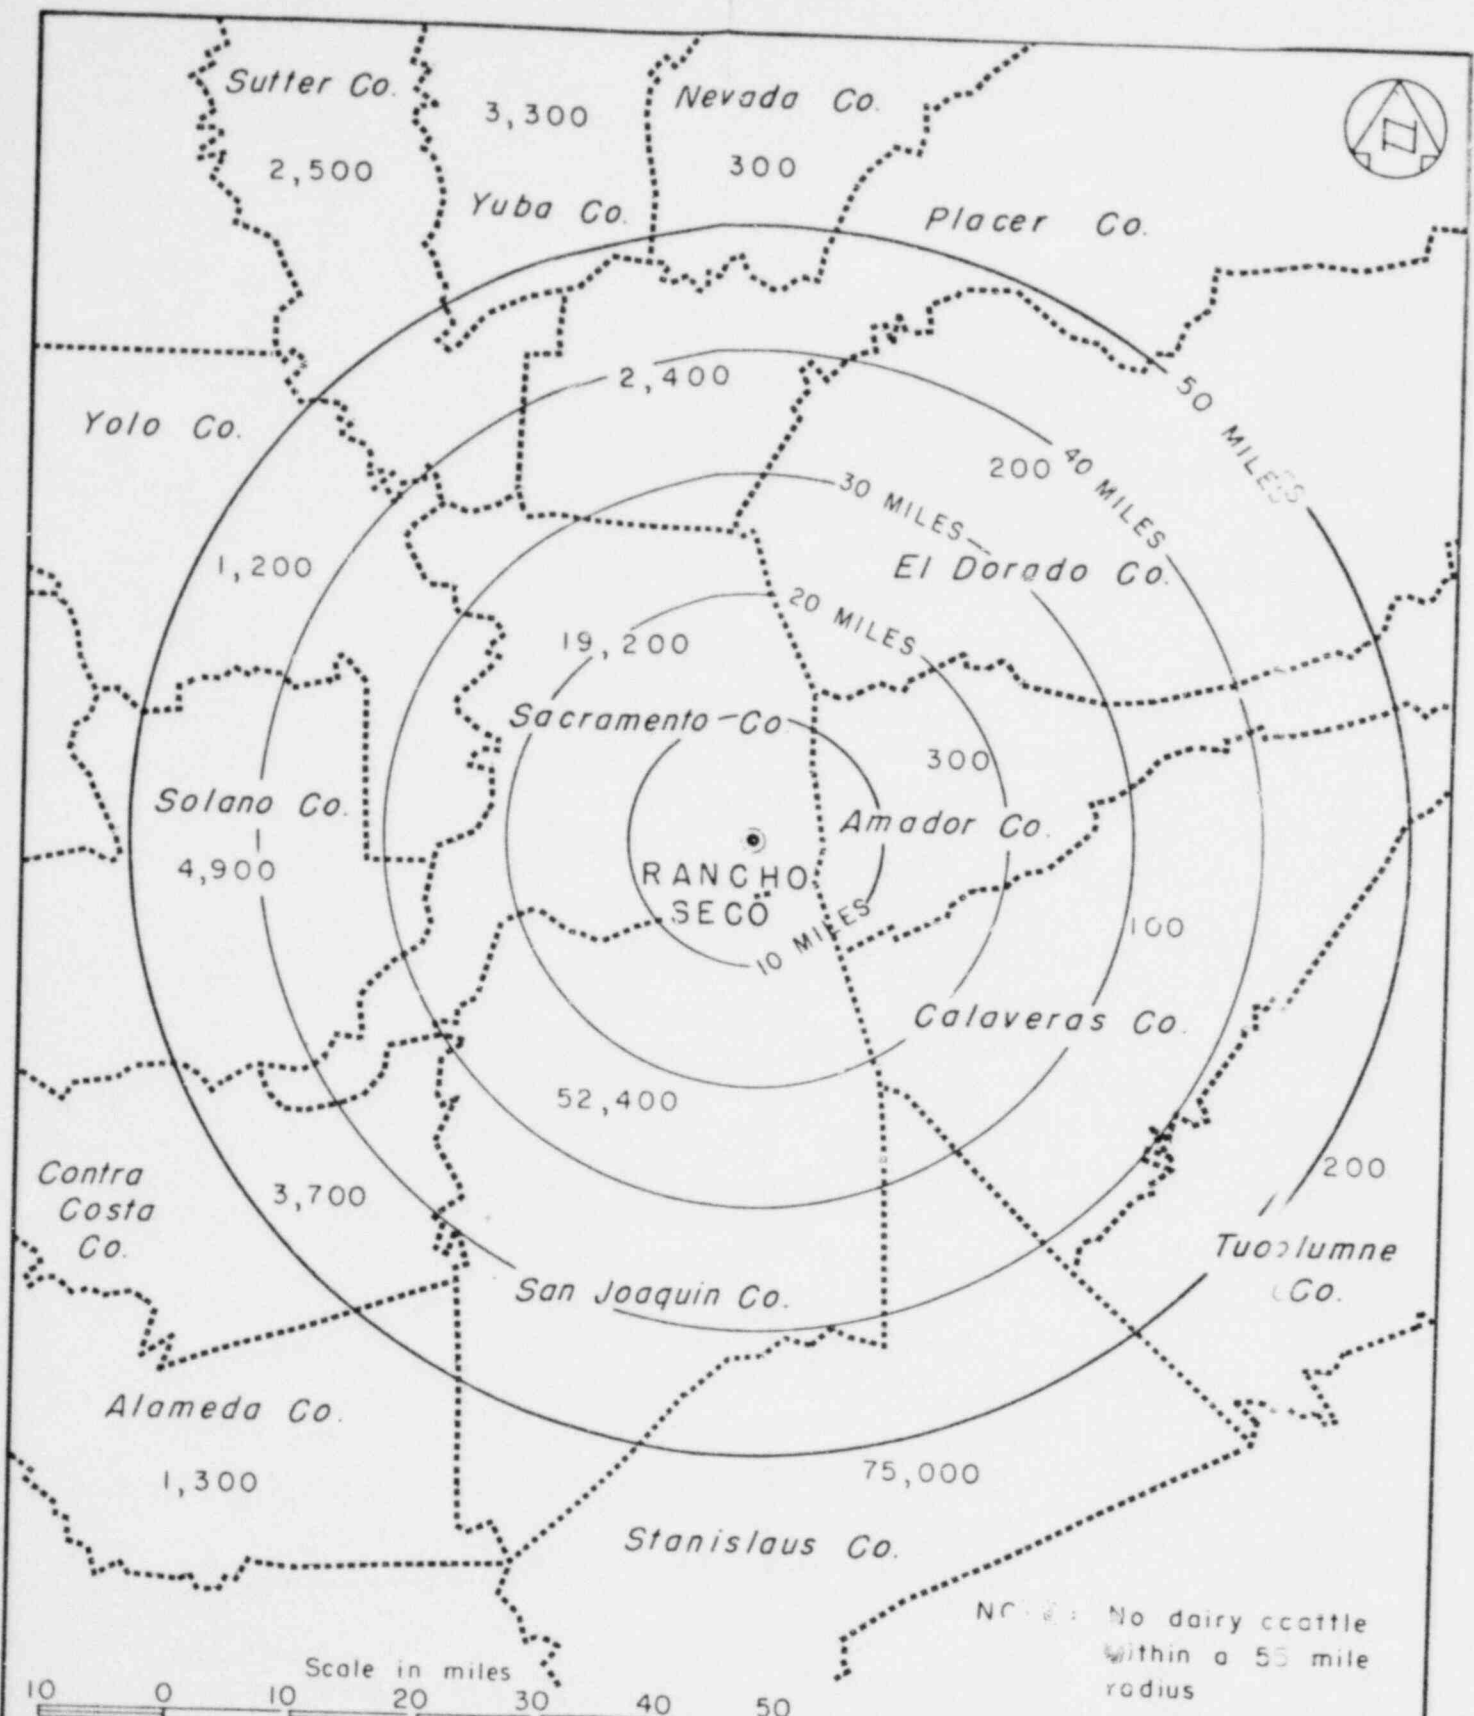 Sutter Co.
2,500
3,300
Yuba Co.
Nevada Co.
300
Placer Co.
Yolo Co.
1,200
2,400
200
50 MILES
40 MILES
30 MILES
El Dorado Co.
20 MILES
19,200
Sacramento Co
300
Amador Co.
Solano Co.
4,900
RANCHO
SECO
10 MILES
100
Calaveras Co.
52,400
Contra
Costa
Co.
3,700
200
Tuoolumne
Co.
San Joaquin Co.
Alameda Co.
1,300
75,000
Stanislaus Co.
No dairy ccattle
Within a mile
radius
Scale in miles
10 0 10 20 30 40 50